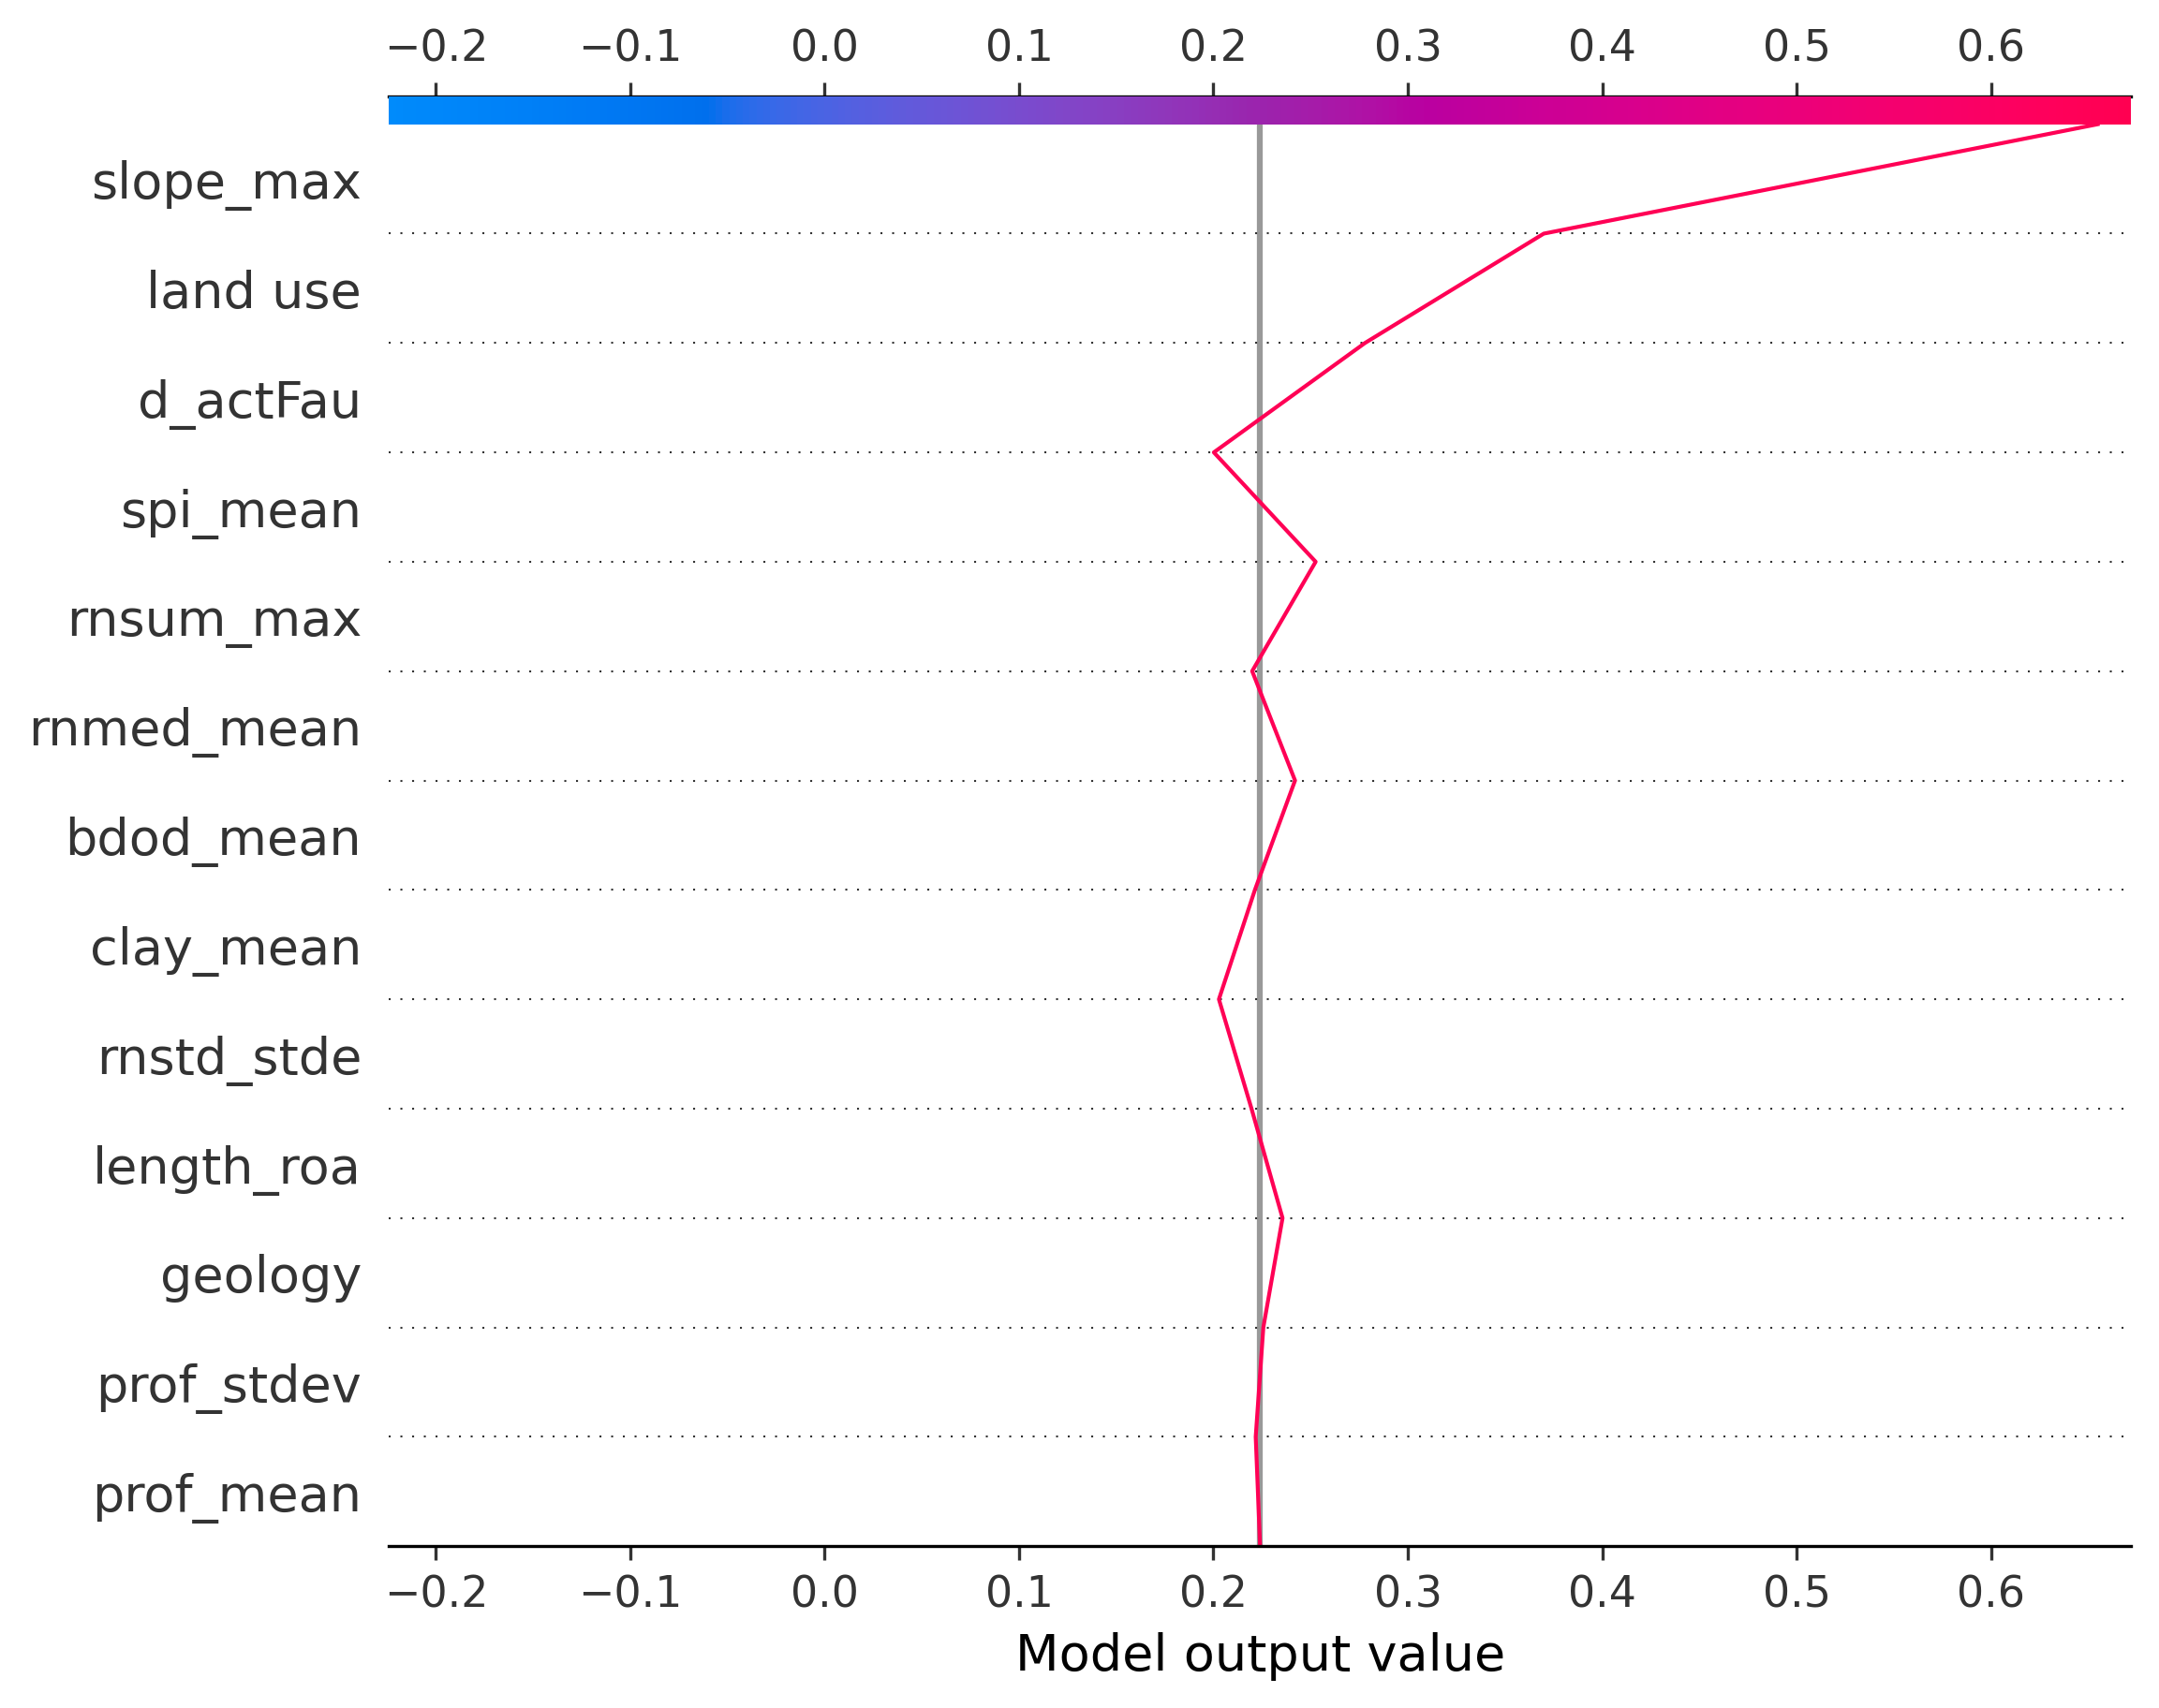 −0.2 −0.1 0.0 0.1 0.2 0.3 0.4 0.5 0.6
slope_max
land use
d_actFau
spi_mean
rnsum_max
rnmed_mean
bdod_mean
clay_mean
rnstd_stde
length_roa
geology
prof_stdev
prof_mean
−0.2 −0.1 0.0 0.1 0.2 0.3 0.4 0.5 0.6
Model output value